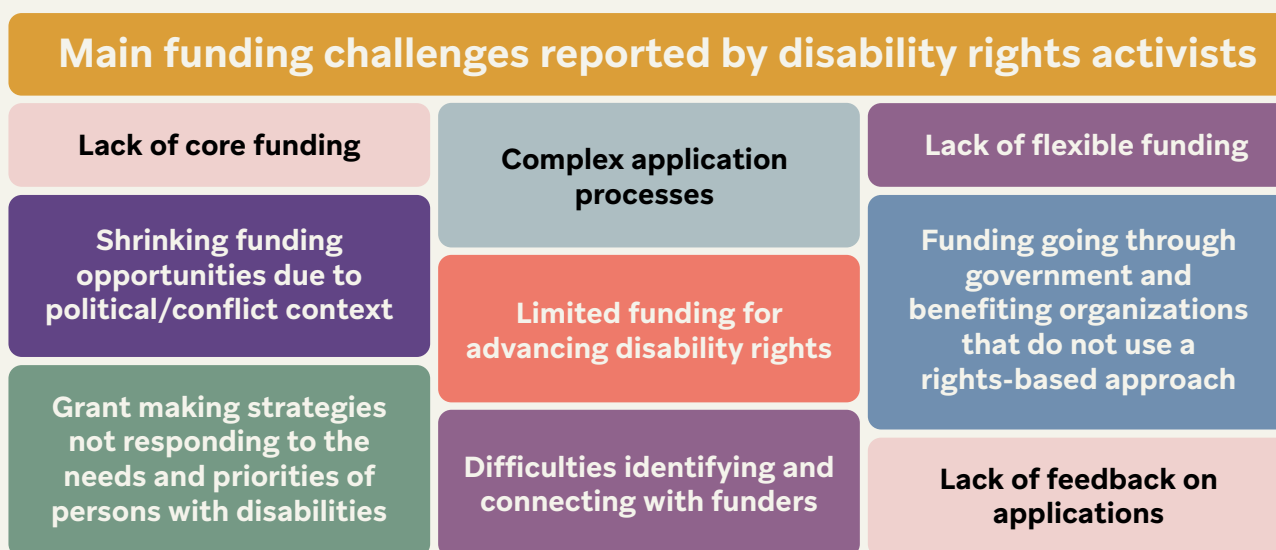 Main funding challenges reported by disability rights activists
Lack of core funding
Shrinking funding
opportunities due to
political/conflict context
Grant making strategies
not responding to the
needs and priorities of
persons with disabilities
Complex application
processes
Limited funding for
advancing disability rights
Difficulties identifying and
connecting with funders
Lack of flexible funding
Funding going through
government and
benefiting organizations
that do not use a
rights-based approach
Lack of feedback on
applications